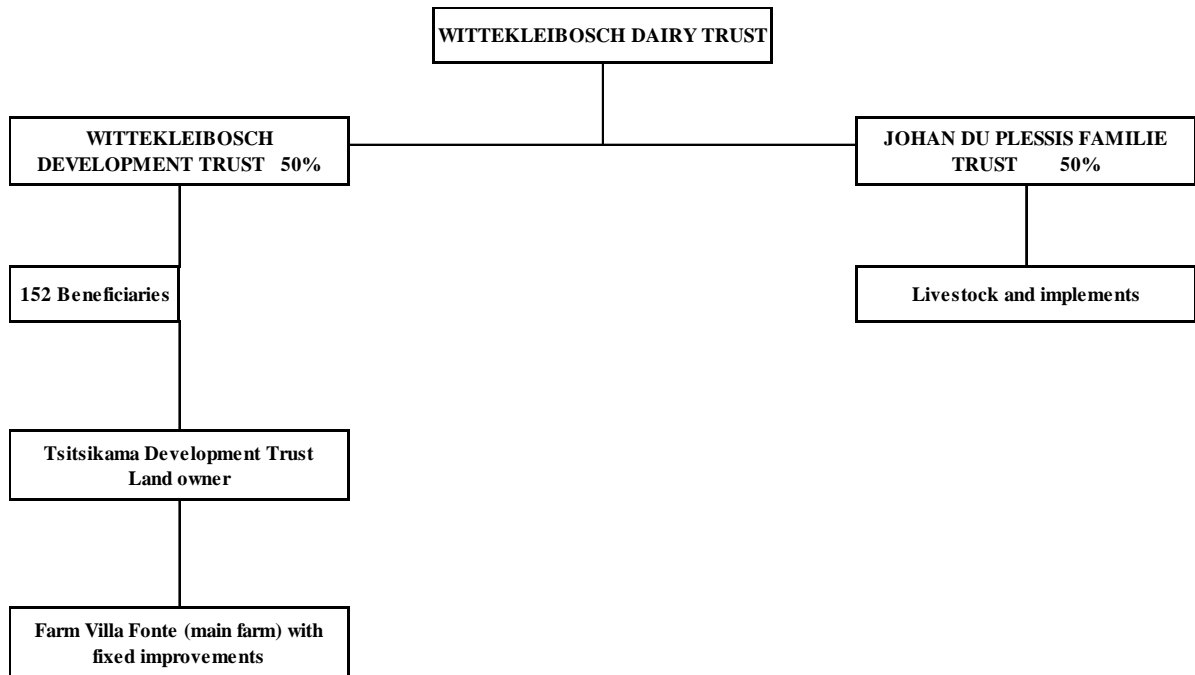 WITTEKLEIBOSCH DAIRY TRUST
WITTEKLEIBOSCH
DEVELOPMENT TRUST 50%
JOHAN DU PLESSIS FAMILIE
TRUST 50%
152 Beneficiaries
Livestock and implements
Tsitsikama Development Trust
Land owner
Farm Villa Fonte (main farm) with
fixed improvements